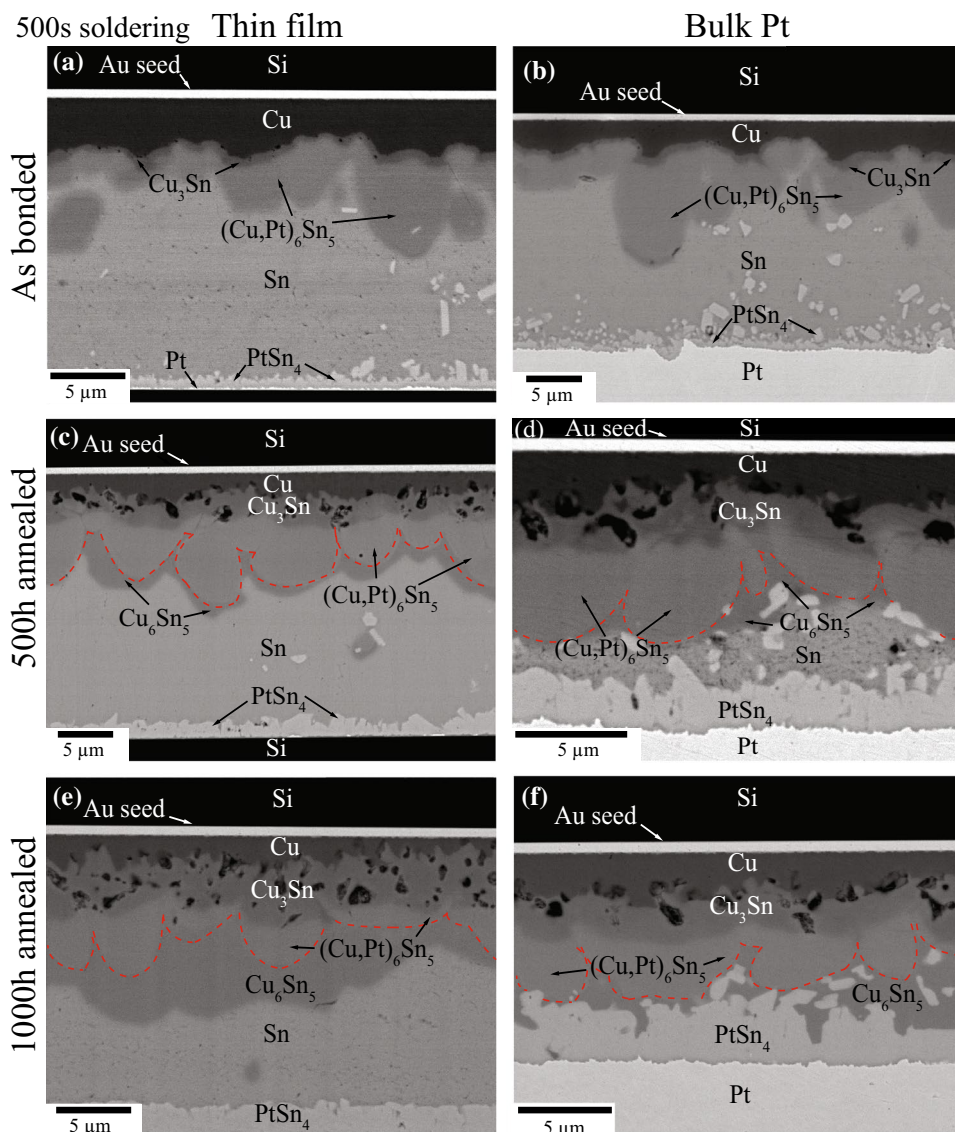 500s soldering Thin film Bulk Pt
As bonded
(a)
Si
Au seed
Cu
Cu₃Sn
(Cu,Pt)₆Sn₅
Sn
Pt
PtSn₄
5 µm
(b)
Si
Au seed
Cu
Cu₃Sn
(Cu,Pt)₆Sn₅
Sn
PtSn₄
Pt
5 µm
500h annealed
(c)
Si
Au seed
Cu
Cu₃Sn
(Cu,Pt)₆Sn₅
Cu₆Sn₅
Sn
PtSn₄
5 µm
Si
(d)
Au seed
Si
Cu
Cu₃Sn
Cu₆Sn₅
(Cu,Pt)₆Sn₅
Sn
PtSn₄
5 µm
Pt
1000h annealed
(e)
Si
Au seed
Cu
Cu₃Sn
(Cu,Pt)₆Sn₅
Cu₆Sn₅
Sn
5 µm
PtSn₄
(f)
Si
Au seed
Cu
Cu₃Sn
(Cu,Pt)₆Sn₅
Cu₆Sn₅
PtSn₄
Pt
5 µm